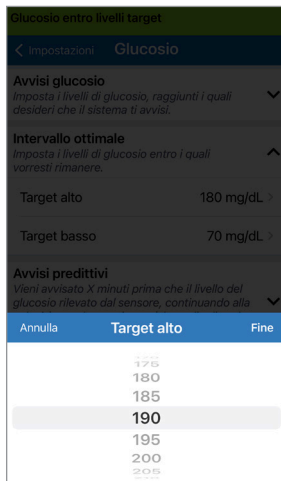 Glucosio entro livelli target
Impostazioni Glucosio
Avvisi glucosio
Imposta i livelli di glucosio, raggiunti i quali
desideri che il sistema ti avvisi.
Intervallo ottimale
Imposta i livelli di glucosio entro i quali
vorresti rimanere.
Target alto 180 mg/dL
Target basso 70 mg/dL
Avvisi predittivi
Vieni avvisato X minuti prima che il livello del
glucosio rilevato dal sensore, continuando alla
Annulla Target alto Fine
175
180
185
190
195
200
205